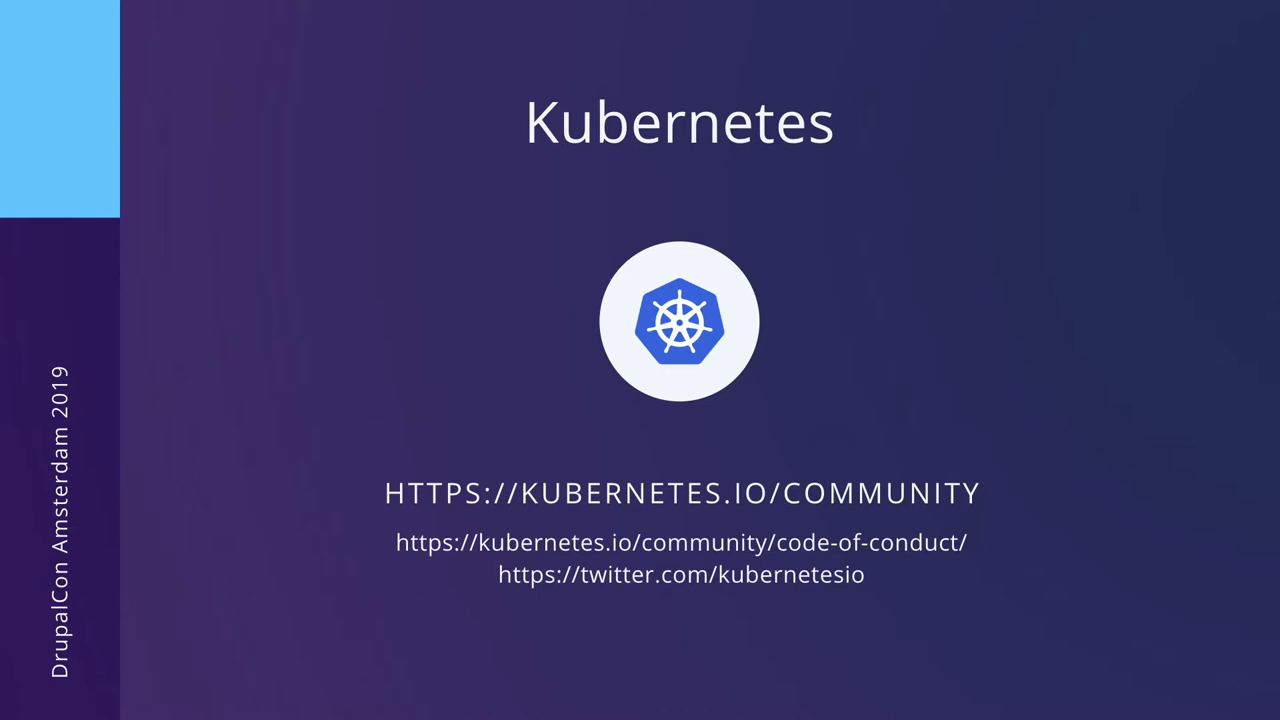 Kubernetes
HTTPS://KUBERNETES.IO/COMMUNITY
https://kubernetes.io/community/code-of-conduct/
https://twitter.com/kubernetesio
DrupalCon Amsterdam 2019